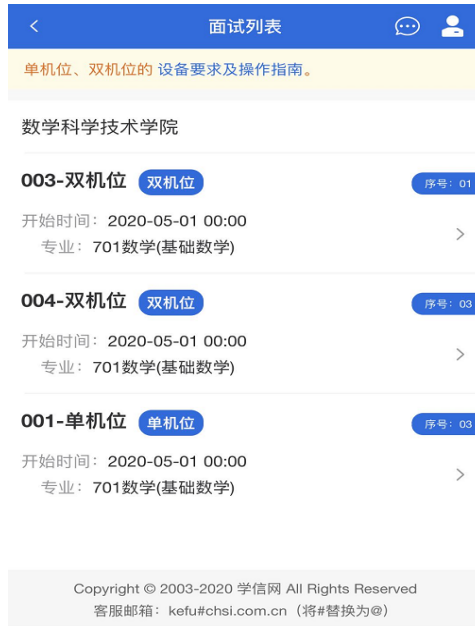 面试列表
单机位、双机位的 设备要求及操作指南。
数学科学技术学院
003-双机位 双机位 序号：01
开始时间：2020-05-01 00:00
专业：701数学(基础数学)
004-双机位 双机位 序号：03
开始时间：2020-05-01 00:00
专业：701数学(基础数学)
001-单机位 单机位 序号：03
开始时间：2020-05-01 00:00
专业：701数学(基础数学)
Copyright © 2003-2020 学信网 All Rights Reserved
客服邮箱：kefu#chsi.com.cn（将#替换为@）